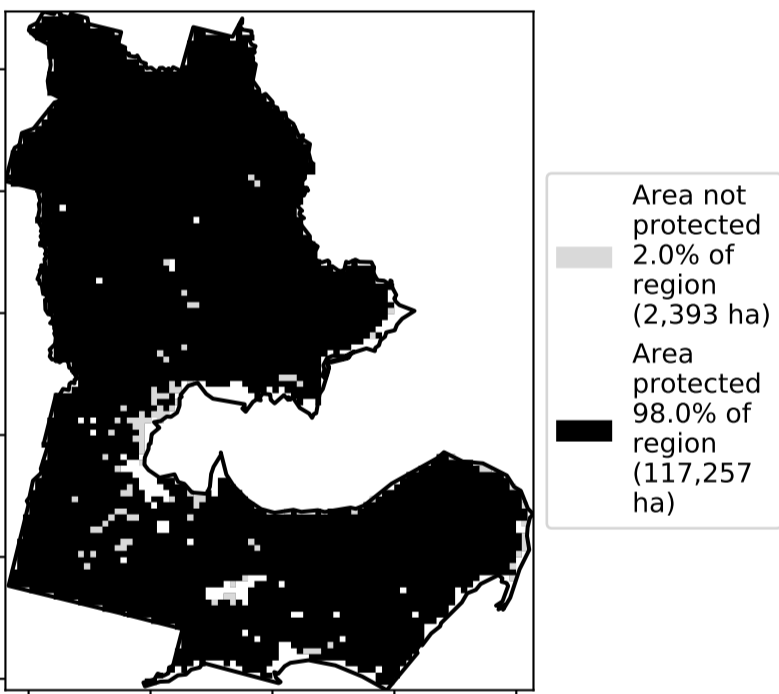 Area not
protected
2.0% of
region
(2,393 ha)
Area
protected
98.0% of
region
(117,257
ha)